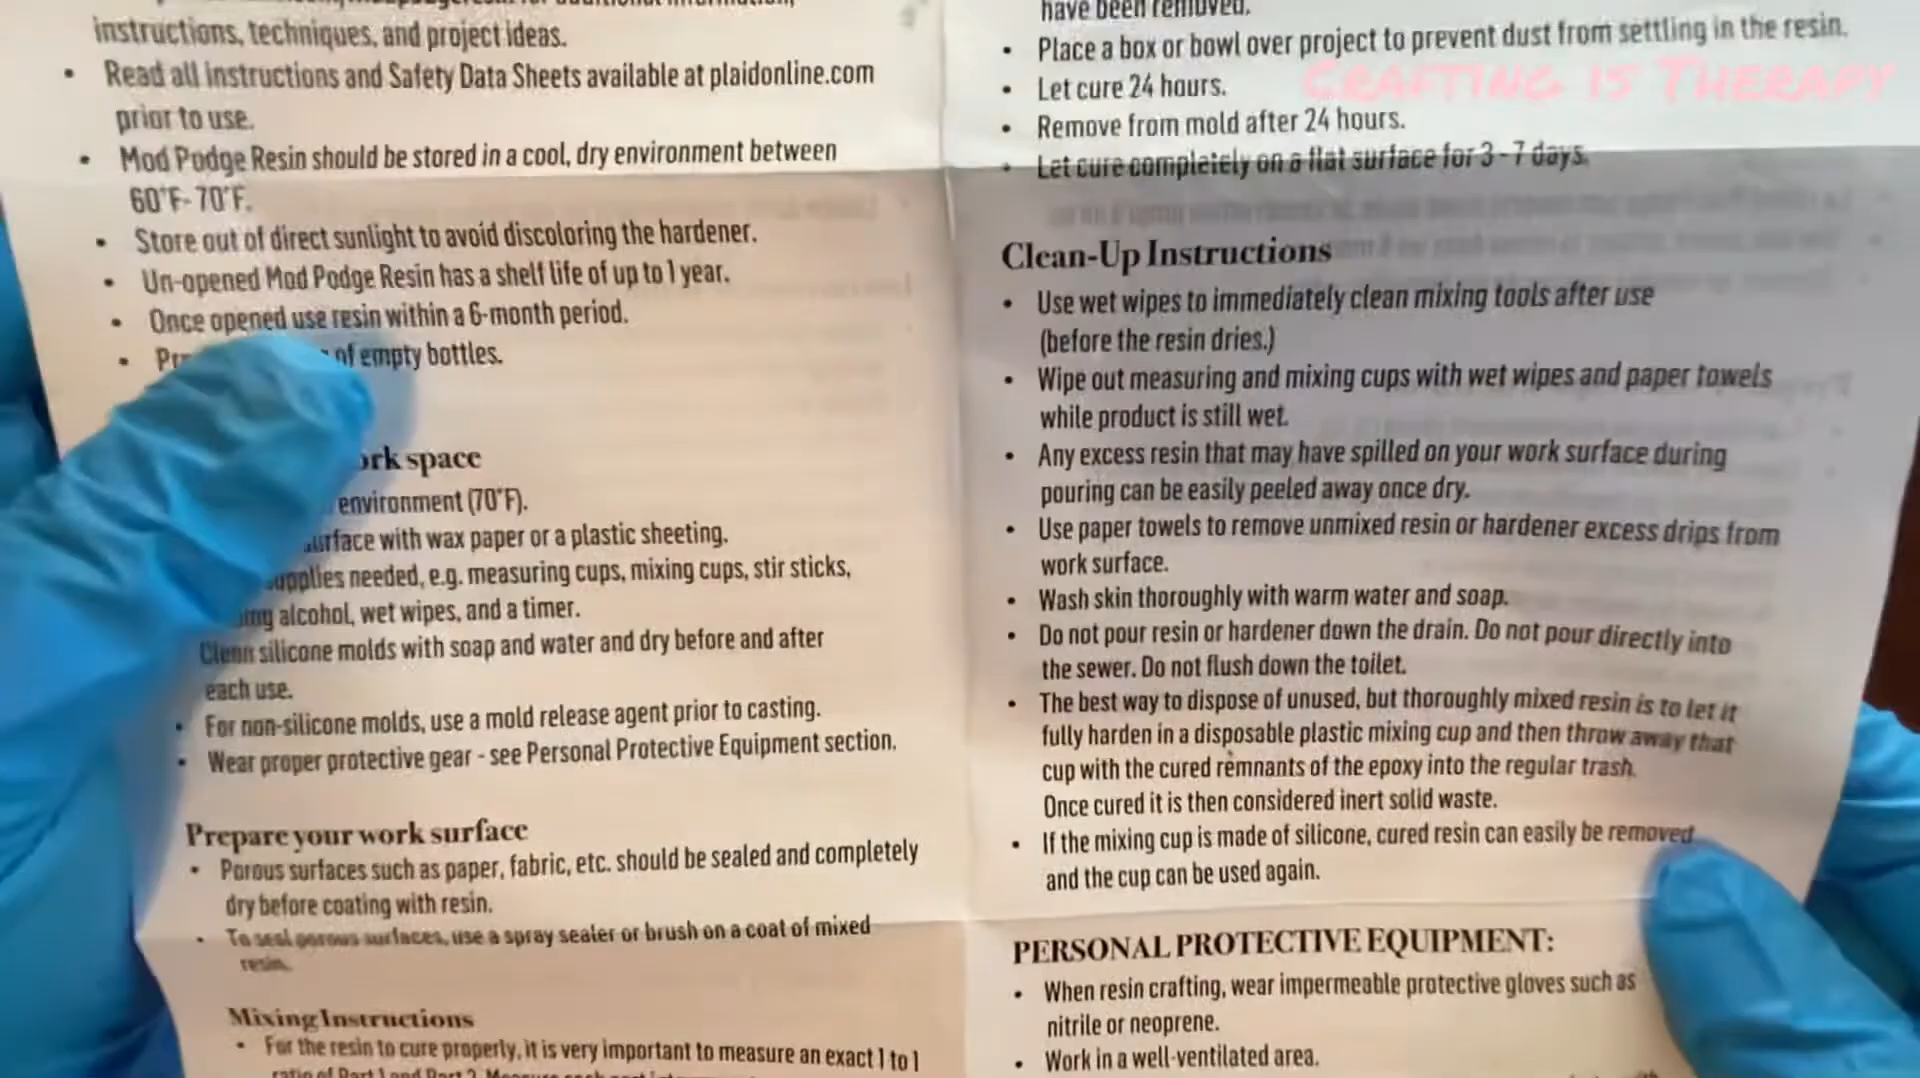 instructions, techniques, and project ideas.
• Read all instructions and Safety Data Sheets available at plaidonline.com
prior to use.
• Mod Podge Resin should be stored in a cool, dry environment between
60°F-70°F.
• Store out of direct sunlight to avoid discoloring the hardener.
• Un-opened Mod Podge Resin has a shelf life of up to 1 year.
• Once opened use resin within a 6-month period.
• of empty bottles.
space
environment (70°F).
with wax paper or a plastic sheeting.
needed, e.g. measuring cups, mixing cups, stir sticks,
alcohol, wet wipes, and a timer.
Clean silicone molds with soap and water and dry before and after
each use.
• For non-silicone molds, use a mold release agent prior to casting.
• Wear proper protective gear - see Personal Protective Equipment section.
Prepare your work surface
• Porous surfaces such as paper, fabric, etc. should be sealed and completely
dry before coating with resin.
• To seal porous surfaces, use a spray sealer or brush on a coat of mixed
resin.
Mixing Instructions
• For the resin to cure properly, it is very important to measure an exact 1 to 1
have been removed.
• Place a box or bowl over project to prevent dust from settling in the resin.
• Let cure 24 hours.
• Remove from mold after 24 hours.
• Let cure completely on a flat surface for 3-7 days.
Clean-Up Instructions
• Use wet wipes to immediately clean mixing tools after use
(before the resin dries.)
• Wipe out measuring and mixing cups with wet wipes and paper towels
while product is still wet.
• Any excess resin that may have spilled on your work surface during
pouring can be easily peeled away once dry.
• Use paper towels to remove unmixed resin or hardener excess drips from
work surface.
• Wash skin thoroughly with warm water and soap.
• Do not pour resin or hardener down the drain. Do not pour directly into
the sewer. Do not flush down the toilet.
• The best way to dispose of unused, but thoroughly mixed resin is to let it
fully harden in a disposable plastic mixing cup and then throw away that
cup with the cured remnants of the epoxy into the regular trash.
Once cured it is then considered inert solid waste.
• If the mixing cup is made of silicone, cured resin can easily be removed
and the cup can be used again.
PERSONAL PROTECTIVE EQUIPMENT:
• When resin crafting, wear impermeable protective gloves such as
nitrile or neoprene.
• Work in a well-ventilated area.
CRAFTING IS THERAPY